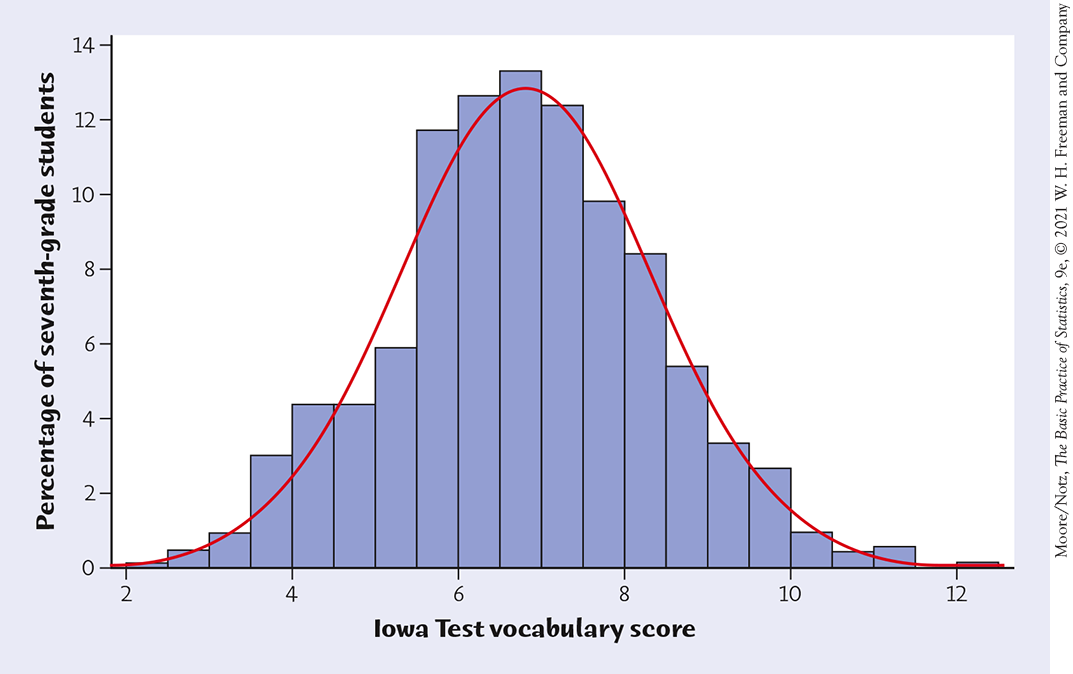 Percentage of seventh-grade students
14
12
10
8
6
4
2
0
2 4 6 8 10 12
Iowa Test vocabulary score
Moore/Notz, The Basic Practice of Statistics, 9e, © 2021 W. H. Freeman and Company